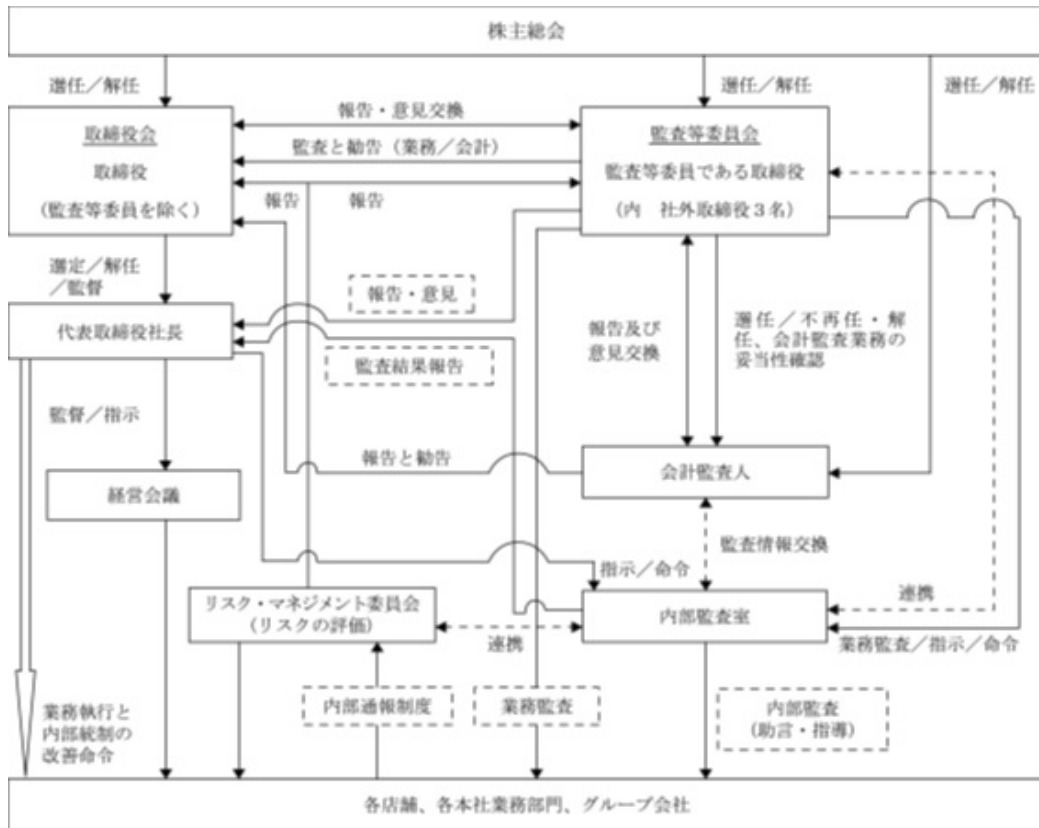 株主総会
選任／解任
選任／解任
選任／解任
取締役会
取締役
（監査等委員を除く）
報告・意見交換
監査と勧告（業務／会計）
報告
報告
監査等委員会
監査等委員である取締役
（内　社外取締役３名）
選定／解任
／監督
報告・意見
代表取締役社長
監査結果報告
報告及び
意見交換
選任／不再任・解
任、会計監査業務の
妥当性確認
監督／指示
経営会議
報告と勧告
会計監査人
監査情報交換
指示／命令
リスク・マネジメント委員会
（リスクの評価）
連携
内部監査室
連携
業務監査／指示／命令
業務執行と
内部統制の
改善命令
内部通報制度
業務監査
内部監査
（助言・指導）
各店舗、各本社業務部門、グループ会社